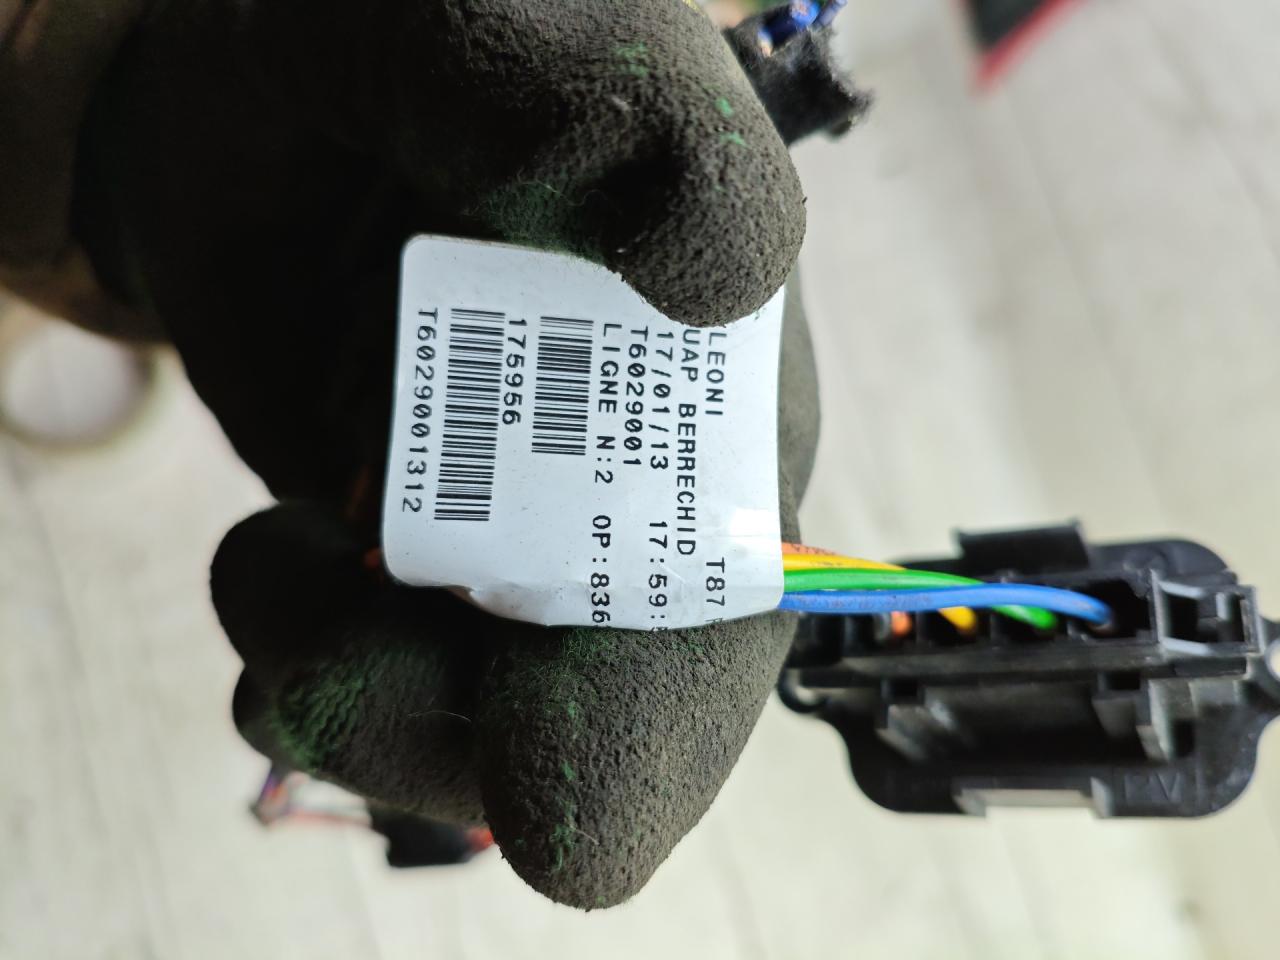 LEONI T87
UAP BERRECHID
17/01/13 17:59:
T6029001
LIGNE N:2 OP:836
175956
T6029001312